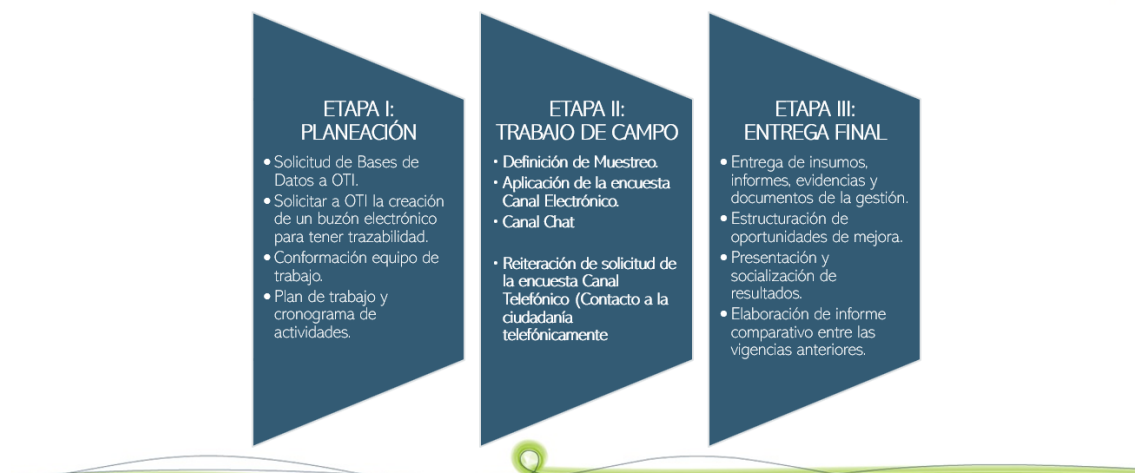 ETAPA I:
PLANEACIÓN
• Solicitud de Bases de
Datos a OTI.
• Solicitar a OTI la creación
de un buzón electrónico
para tener trazabilidad.
• Conformación equipo de
trabajo.
• Plan de trabajo y
cronograma de
actividades.
ETAPA II:
TRABAJO DE CAMPO
• Definición de Muestreo.
• Aplicación de la encuesta
Canal Electrónico.
• Canal Chat
• Reiteración de solicitud de
la encuesta Canal
Telefónico (Contacto a la
ciudadanía
telefónicamente
ETAPA III:
ENTREGA FINAL
• Entrega de insumos,
informes, evidencias y
documentos de la gestión.
• Estructuración de
oportunidades de mejora.
• Presentación y
socialización de
resultados.
• Elaboración de informe
comparativo entre las
vigencias anteriores.